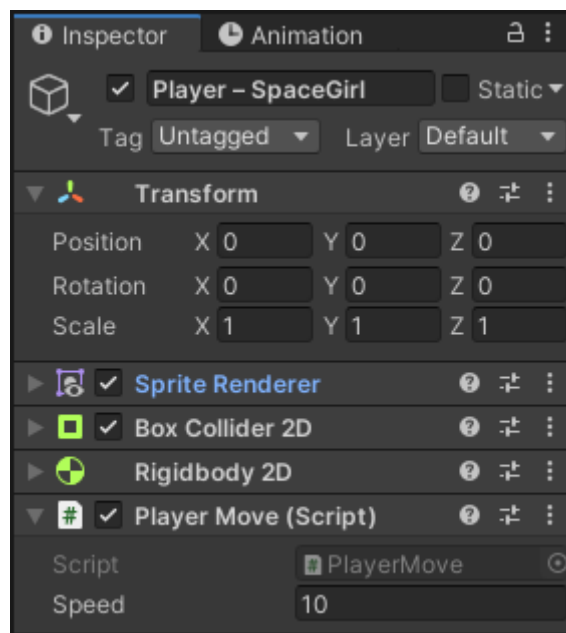 Inspector Animation
Player – SpaceGirl Static
Tag Untagged Layer Default
Transform
Position X 0 Y 0 Z 0
Rotation X 0 Y 0 Z 0
Scale X 1 Y 1 Z 1
Sprite Renderer
Box Collider 2D
Rigidbody 2D
# Player Move (Script)
Script # PlayerMove
Speed 10